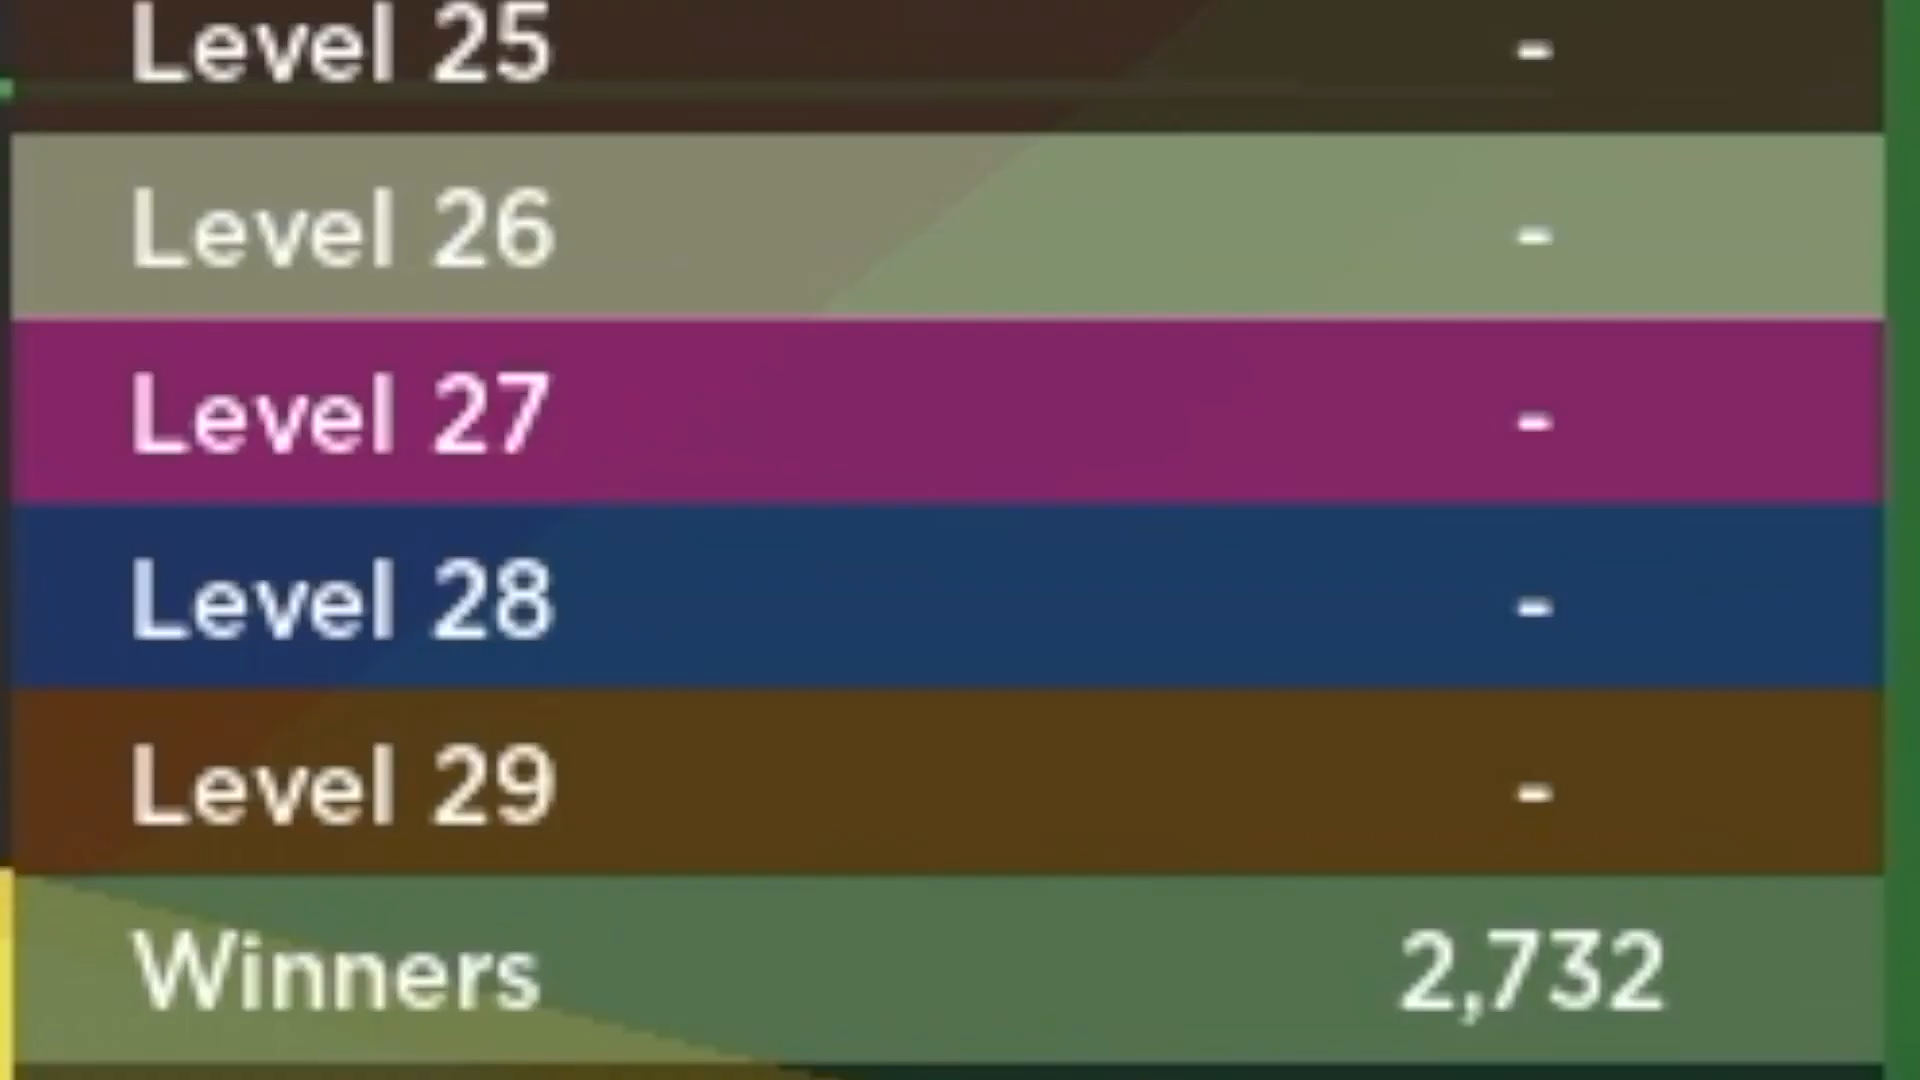 Level 25 -
Level 26 -
Level 27 -
Level 28 -
Level 29 -
Winners 2,732